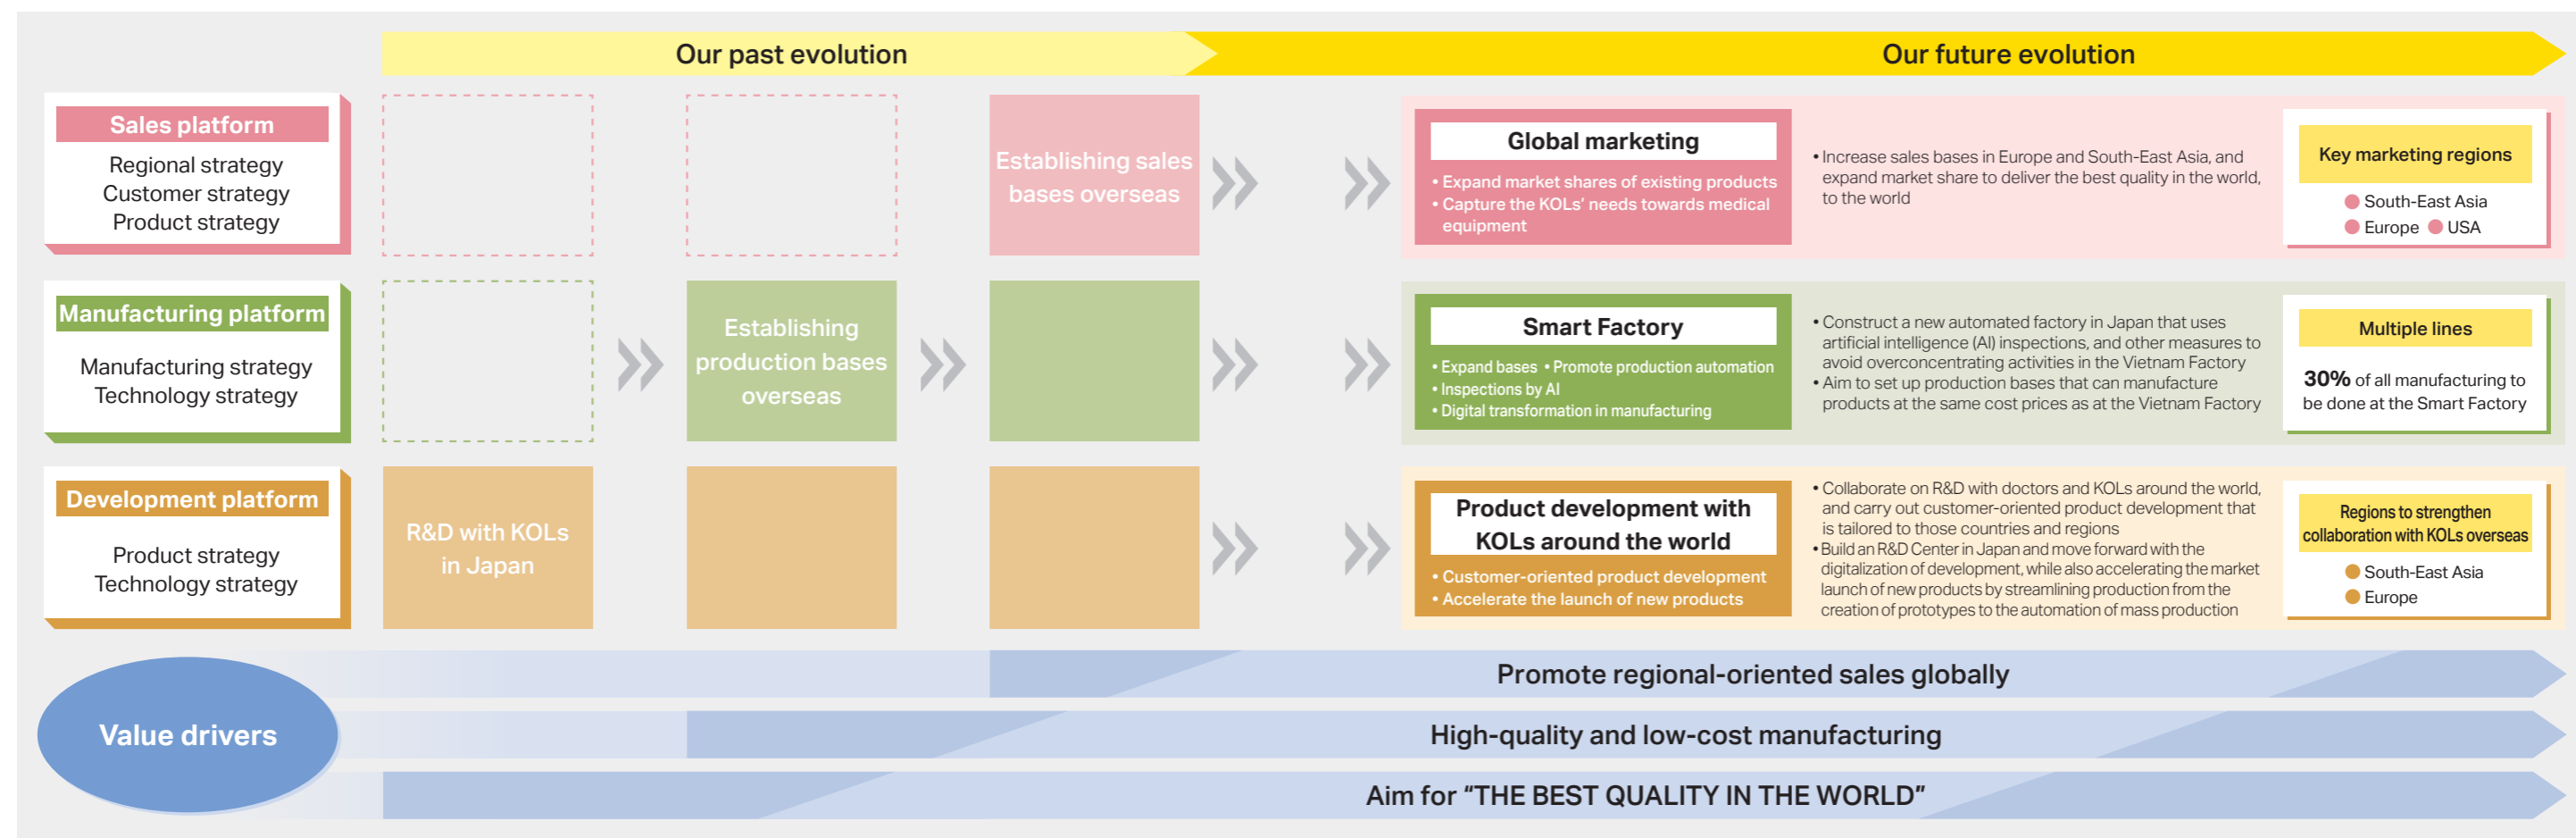 Our past evolution
Our future evolution
Sales platform
Regional strategy
Customer strategy
Product strategy
Establishing sales
bases overseas
Global marketing
• Expand market shares of existing products
• Capture the KOLs' needs towards medical
equipment
• Increase sales bases in Europe and South-East Asia, and
expand market share to deliver the best quality in the world,
to the world
Key marketing regions
● South-East Asia
● Europe ● USA
Manufacturing platform
Manufacturing strategy
Technology strategy
Establishing
production bases
overseas
Smart Factory
• Expand bases • Promote production automation
• Inspections by AI
• Digital transformation in manufacturing
• Construct a new automated factory in Japan that uses
artificial intelligence (AI) inspections, and other measures to
avoid overconcentrating activities in the Vietnam Factory
• Aim to set up production bases that can manufacture
products at the same cost prices as at the Vietnam Factory
Multiple lines
30% of all manufacturing to
be done at the Smart Factory
Development platform
Product strategy
Technology strategy
R&D with KOLs
in Japan
Product development with
KOLs around the world
• Customer-oriented product development
• Accelerate the launch of new products
• Collaborate on R&D with doctors and KOLs around the world,
and carry out customer-oriented product development that
is tailored to those countries and regions
• Build an R&D Center in Japan and move forward with the
digitalization of development, while also accelerating the market
launch of new products by streamlining production from the
creation of prototypes to the automation of mass production
Regions to strengthen
collaboration with KOLs overseas
● South-East Asia
● Europe
Value drivers
Promote regional-oriented sales globally
High-quality and low-cost manufacturing
Aim for “THE BEST QUALITY IN THE WORLD”